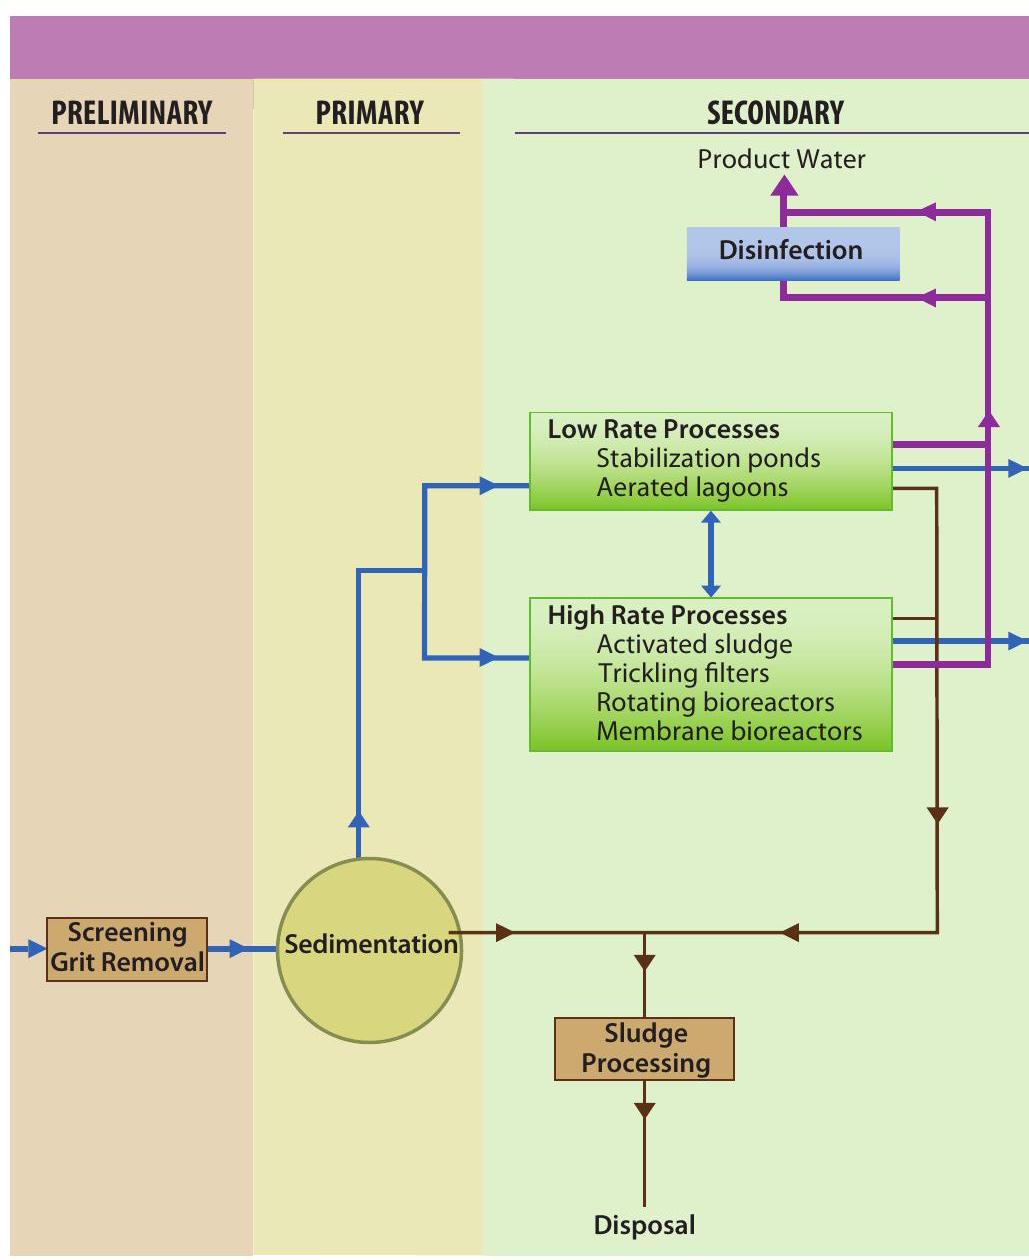 PRELIMINARY
PRIMARY
SECONDARY
Product Water
Disinfection
Low Rate Processes
Stabilization ponds
Aerated lagoons
High Rate Processes
Activated sludge
Trickling filters
Rotating bioreactors
Membrane bioreactors
Screening
Grit Removal
Sedimentation
Sludge
Processing
Disposal